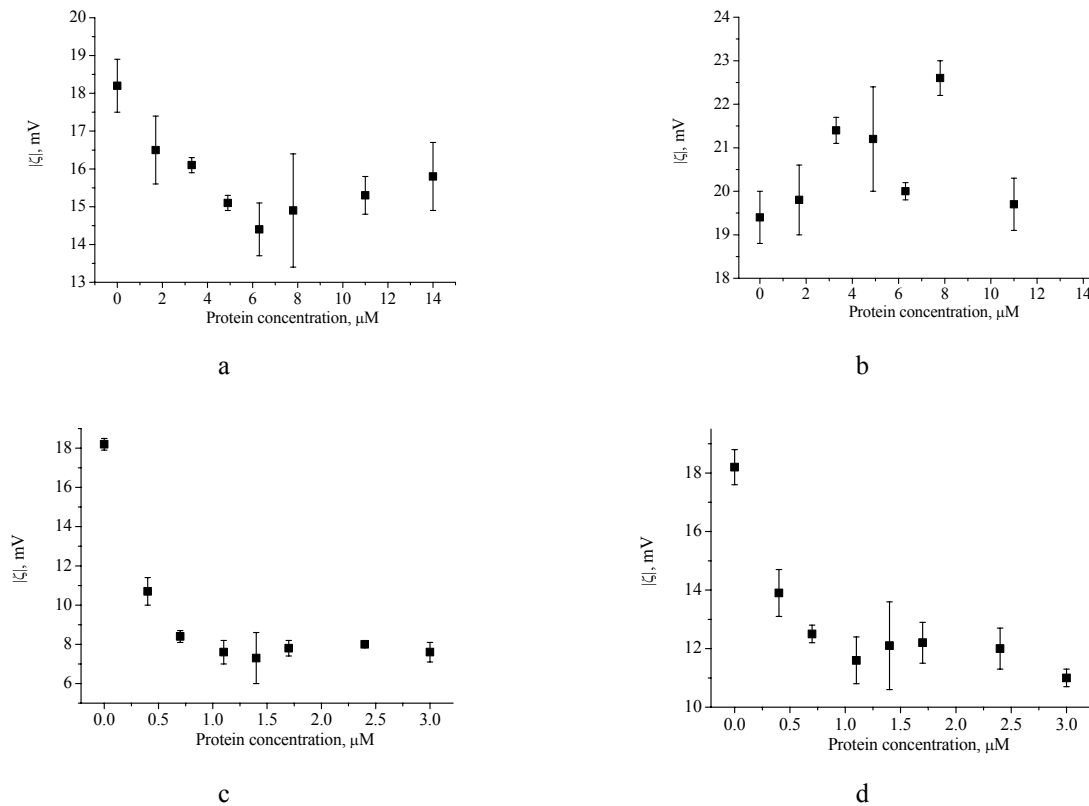 20
19
18
17
16
15
14
13
|ζ|, mV
0 2 4 6 8 10 12 14
Protein concentration, μM
a
24
23
22
21
20
19
18
|ζ|, mV
0 2 4 6 8 10 12 14
Protein concentration, μM
b
18
16
14
12
10
8
6
|ζ|, mV
0.0 0.5 1.0 1.5 2.0 2.5 3.0
Protein concentration, μM
c
18
16
14
12
10
|ζ|, mV
0.0 0.5 1.0 1.5 2.0 2.5 3.0
Protein concentration, μM
d